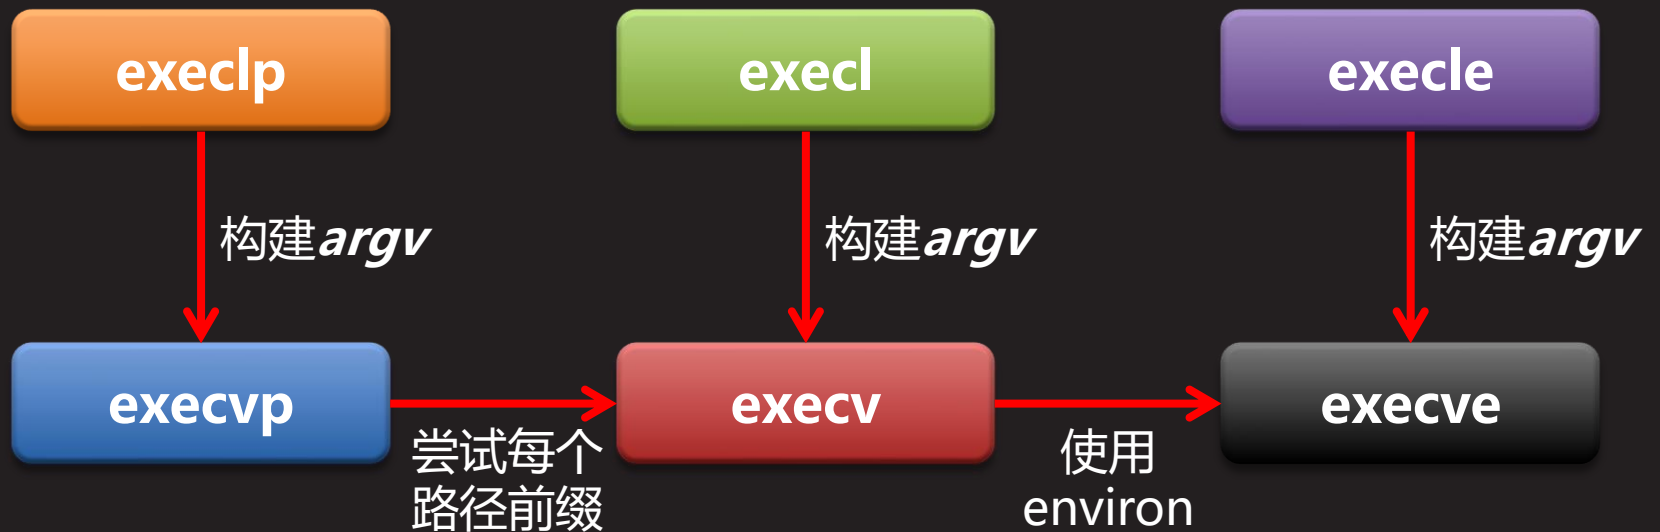 execlp
execl
execle
构建argv
构建argv
构建argv
execvp
execv
execve
尝试每个
路径前缀
使用
environ